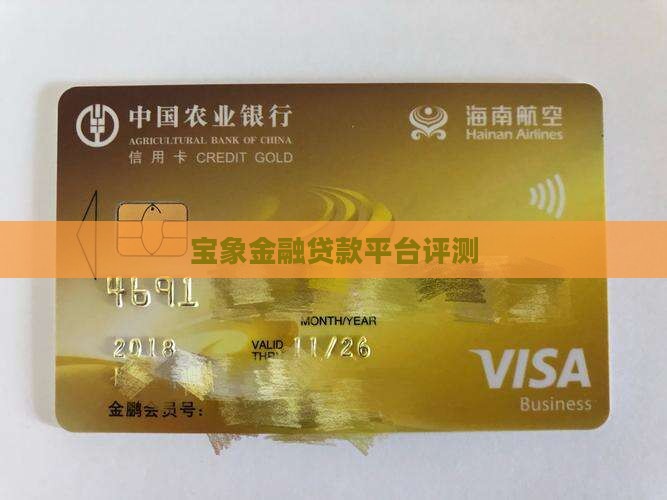 中国农业银行
AGRICULTURAL BANK OF CHINA
信用卡 CREDIT GOLD
海南航空
Hainan Airlines
宝象金融贷款平台评测
4691
MONTH/YEAR
2018
VALID THRU 11/26
VISA
Business
金鹏会员号：